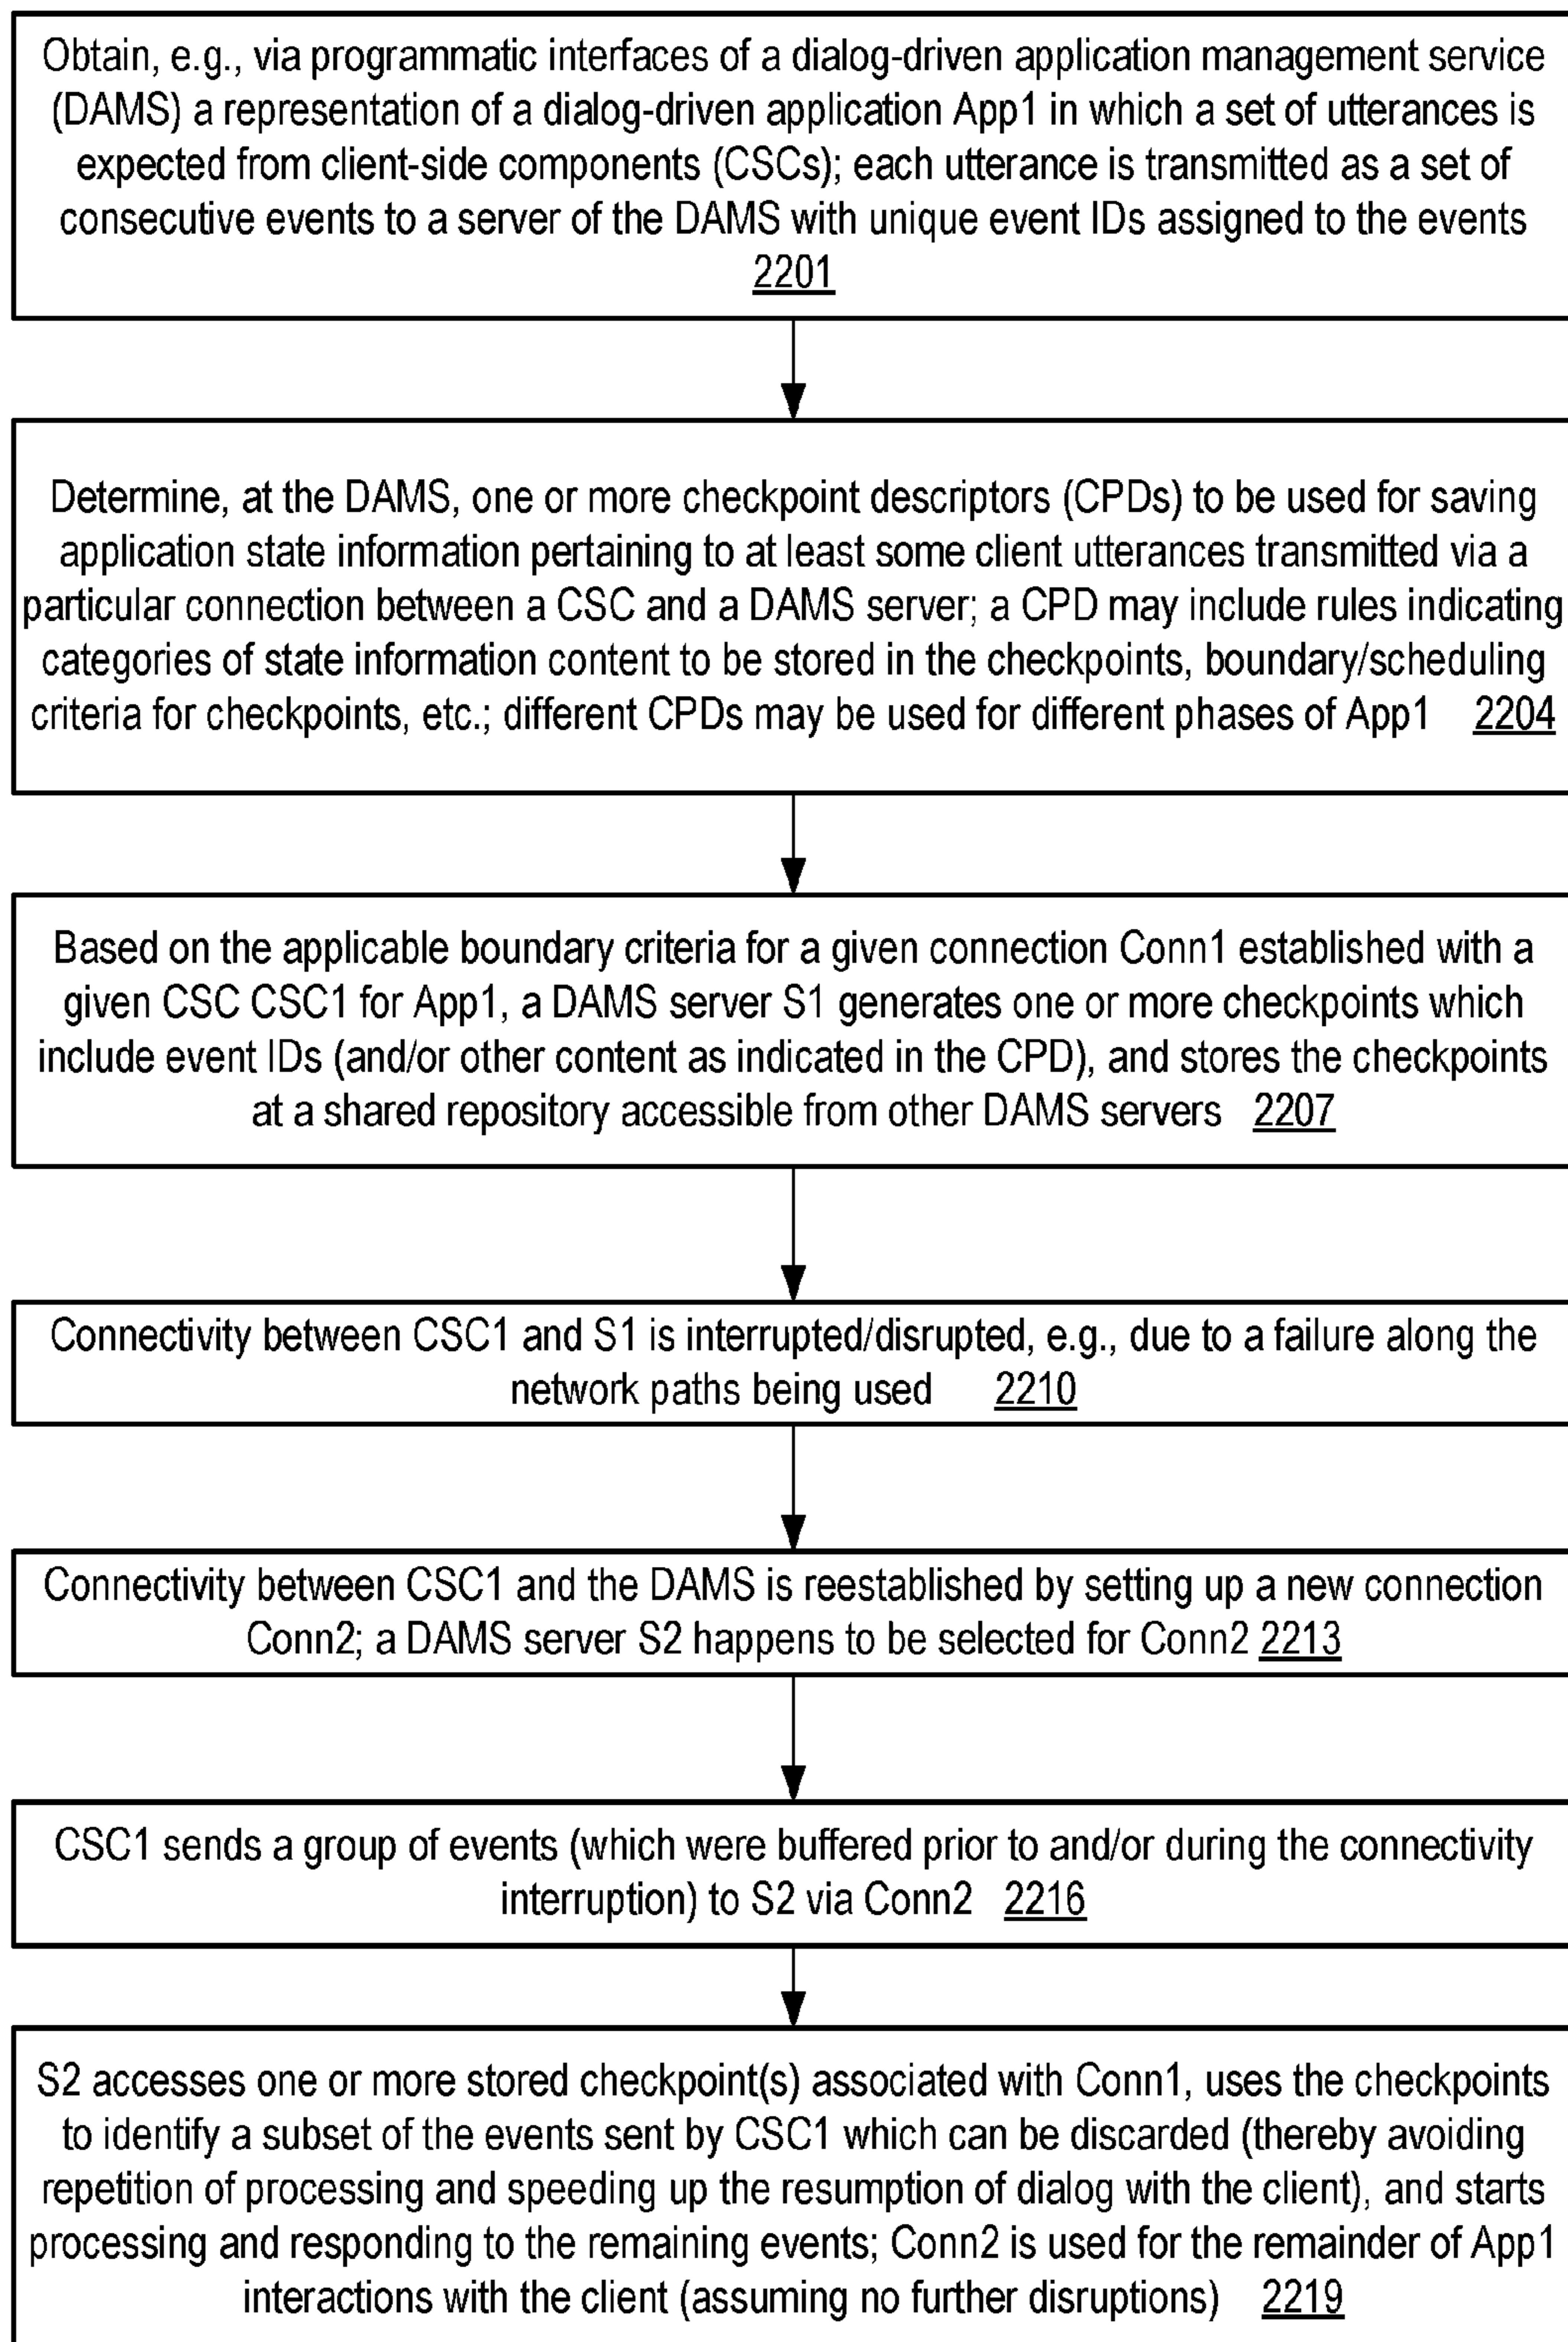 Obtain, e.g., via programmatic interfaces of a dialog-driven application management service
(DAMS) a representation of a dialog-driven application App1 in which a set of utterances is
expected from client-side components (CSCs); each utterance is transmitted as a set of
consecutive events to a server of the DAMS with unique event IDs assigned to the events
2201
Determine, at the DAMS, one or more checkpoint descriptors (CPDs) to be used for saving
application state information pertaining to at least some client utterances transmitted via a
particular connection between a CSC and a DAMS server; a CPD may include rules indicating
categories of state information content to be stored in the checkpoints, boundary/scheduling
criteria for checkpoints, etc.; different CPDs may be used for different phases of App1 2204
Based on the applicable boundary criteria for a given connection Conn1 established with a
given CSC CSC1 for App1, a DAMS server S1 generates one or more checkpoints which
include event IDs (and/or other content as indicated in the CPD), and stores the checkpoints
at a shared repository accessible from other DAMS servers 2207
Connectivity between CSC1 and S1 is interrupted/disrupted, e.g., due to a failure along the
network paths being used 2210
Connectivity between CSC1 and the DAMS is reestablished by setting up a new connection
Conn2; a DAMS server S2 happens to be selected for Conn2 2213
CSC1 sends a group of events (which were buffered prior to and/or during the connectivity
interruption) to S2 via Conn2 2216
S2 accesses one or more stored checkpoint(s) associated with Conn1, uses the checkpoints
to identify a subset of the events sent by CSC1 which can be discarded (thereby avoiding
repetition of processing and speeding up the resumption of dialog with the client), and starts
processing and responding to the remaining events; Conn2 is used for the remainder of App1
interactions with the client (assuming no further disruptions) 2219